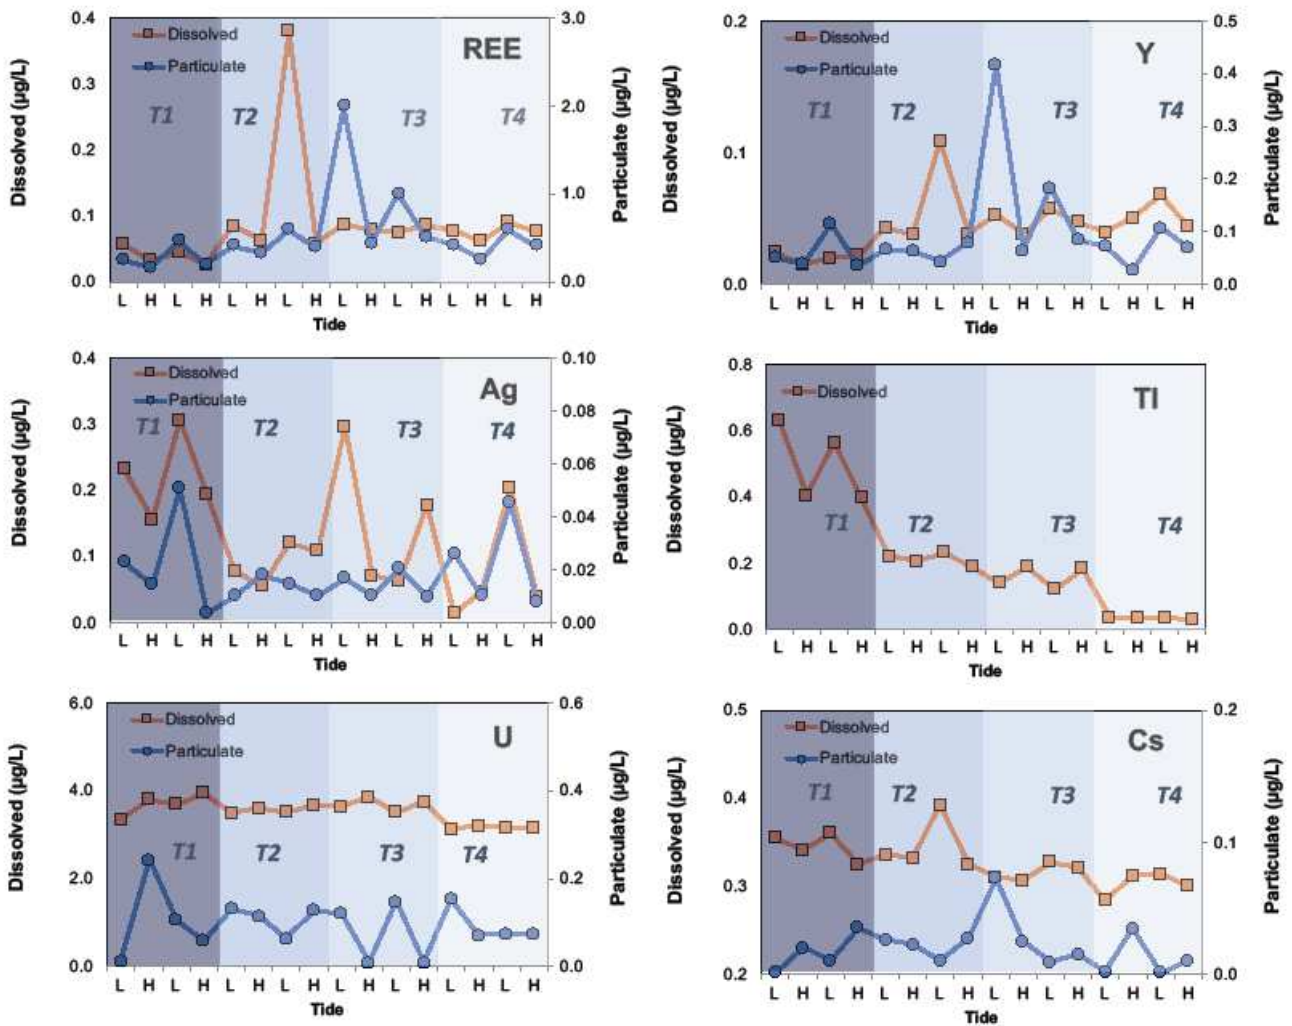 0.4
3.0
Dissolved
REE
Particulate
0.3
2.0
T1
T2
T3
T4
0.2
1.0
0.1
0.0
0.0
Dissolved (µg/L)
Particulate (µg/L)
L H L H L H L H L H L H L H L H
Tide
0.2
0.5
Dissolved
Y
Particulate
0.4
T1
T2
T3
T4
0.3
0.1
0.2
0.1
0.0
0.0
Dissolved (µg/L)
Particulate (µg/L)
L H L H L H L H L H L H L H L H
Tide
0.4
0.10
Dissolved
Ag
Particulate
0.3
0.08
T1
T2
T3
T4
0.06
0.2
0.04
0.1
0.02
0.0
0.00
Dissolved (µg/L)
Particulate (µg/L)
L H L H L H L H L H L H L H L H
Tide
0.8
Dissolved
Tl
0.6
0.4
T1
T2
T3
T4
0.2
0.0
Dissolved (µg/L)
L H L H L H L H L H L H L H L H
Tide
6.0
0.6
Dissolved
U
Particulate
4.0
0.4
T1
T2
T3
T4
2.0
0.2
0.0
0.0
Dissolved (µg/L)
Particulate (µg/L)
L H L H L H L H L H L H L H L H
Tide
0.5
0.2
Dissolved
Cs
Particulate
0.4
T1
T2
T3
T4
0.1
0.3
0.2
0.0
Dissolved (µg/L)
Particulate (µg/L)
L H L H L H L H L H L H L H L H
Tide